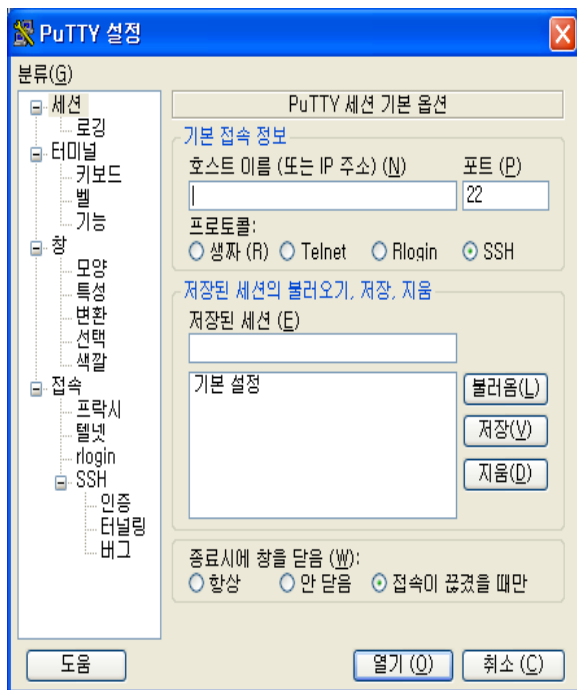 PuTTY 설정
분류(G)
세션
로깅
터미널
키보드
벨
기능
창
모양
특성
변환
선택
색깔
접속
프락시
텔넷
rlogin
SSH
인증
터널링
버그
PuTTY 세션 기본 옵션
기본 접속 정보
호스트 이름 (또는 IP 주소) (N) 포트 (P)
22
프로토콜:
생짜 (R) Telnet Rlogin SSH
저장된 세션의 불러오기, 저장, 지움
저장된 세션 (E)
기본 설정
불러옴(L)
저장(V)
지움(D)
종료시에 창을 닫음 (W):
항상 안 닫음 접속이 끊겼을 때만
도움 열기 (O) 취소 (C)